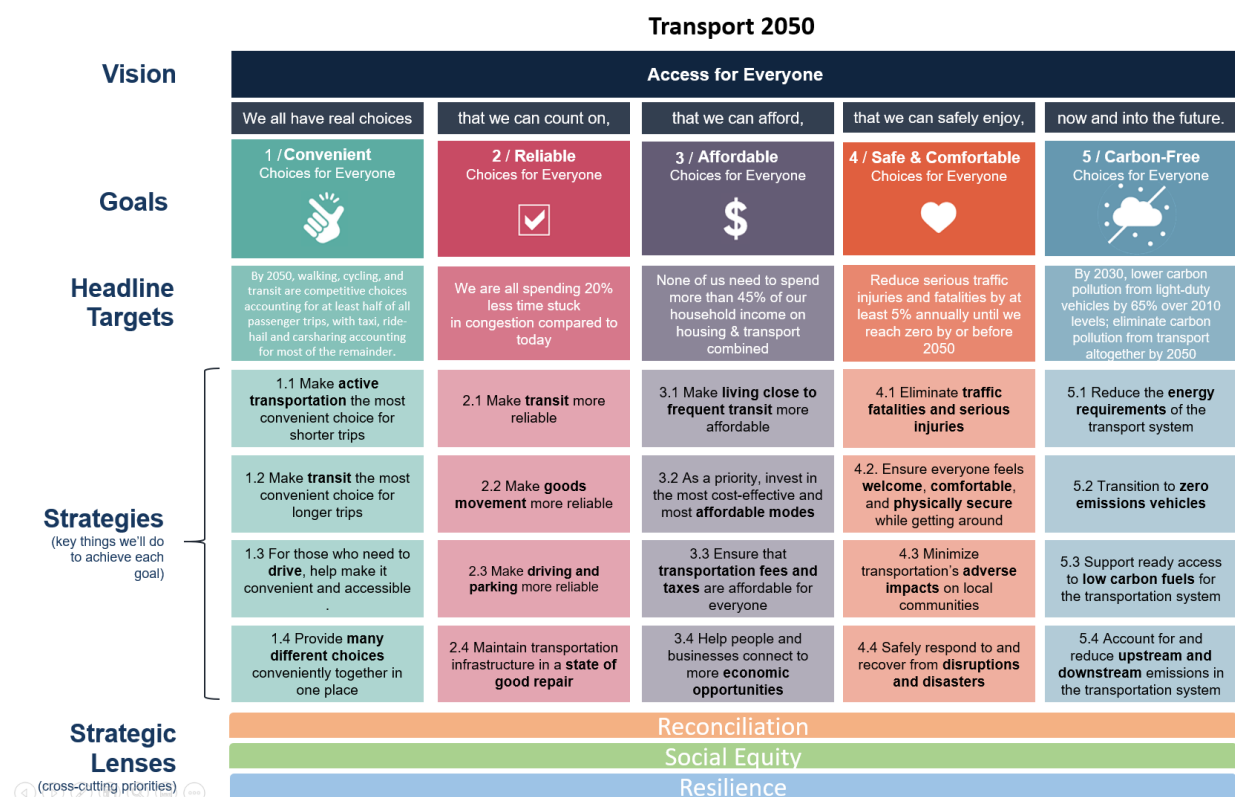 Transport 2050
Vision
Access for Everyone
We all have real choices
that we can count on,
that we can afford,
that we can safely enjoy,
now and into the future.
Goals
1 / Convenient
Choices for Everyone
2 / Reliable
Choices for Everyone
3 / Affordable
Choices for Everyone
$
4 / Safe & Comfortable
Choices for Everyone
5 / Carbon-Free
Choices for Everyone
Headline
Targets
By 2050, walking, cycling, and
transit are competitive choices
accounting for at least half of all
passenger trips, with taxi, ride-
hail and carsharing accounting
for most of the remainder.
We are all spending 20%
less time stuck
in congestion compared to
today
None of us need to spend
more than 45% of our
household income on
housing & transport
combined
Reduce serious traffic
injuries and fatalities by at
least 5% annually until we
reach zero by or before
2050
By 2030, lower carbon
pollution from light-duty
vehicles by 65% over 2010
levels; eliminate carbon
pollution from transport
altogether by 2050
Strategies
(key things we'll do
to achieve each
goal)
1.1 Make active
transportation the most
convenient choice for
shorter trips
2.1 Make transit more
reliable
3.1 Make living close to
frequent transit more
affordable
4.1 Eliminate traffic
fatalities and serious
injuries
5.1 Reduce the energy
requirements of the
transport system
1.2 Make transit the most
convenient choice for
longer trips
2.2 Make goods
movement more reliable
3.2 As a priority, invest in
the most cost-effective and
most affordable modes
4.2. Ensure everyone feels
welcome, comfortable,
and physically secure
while getting around
5.2 Transition to zero
emissions vehicles
1.3 For those who need to
drive, help make it
convenient and accessible
.
2.3 Make driving and
parking more reliable
3.3 Ensure that
transportation fees and
taxes are affordable for
everyone
4.3 Minimize
transportation's adverse
impacts on local
communities
5.3 Support ready access
to low carbon fuels for
the transportation system
1.4 Provide many
different choices
conveniently together in
one place
2.4 Maintain transportation
infrastructure in a state of
good repair
3.4 Help people and
businesses connect to
more economic
opportunities
4.4 Safely respond to and
recover from disruptions
and disasters
5.4 Account for and
reduce upstream and
downstream emissions in
the transportation system
Strategic
Lenses
(cross-cutting priorities)
Reconciliation
Social Equity
Resilience